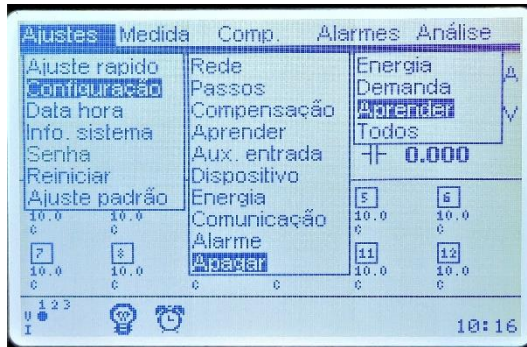 Ajustes Medida Comp. Alarmes Análise
Ajuste rapido
Configuração
Data hora
Info. sistema
Senha
Reiniciar
Ajuste padrão
Rede
Passos
Compensação
Aprender
Aux. entrada
Dispositivo
Energia
Comunicação
Alarme
Apagar
Energia
Demanda
Aprender
Todos
A
V
0.000
5 6
10.0 10.0 10.0 10.0
C C C C
7 8 11 12
10.0 10.0 10.0 10.0
C C C C C C
1 2 3
V
I
10:16